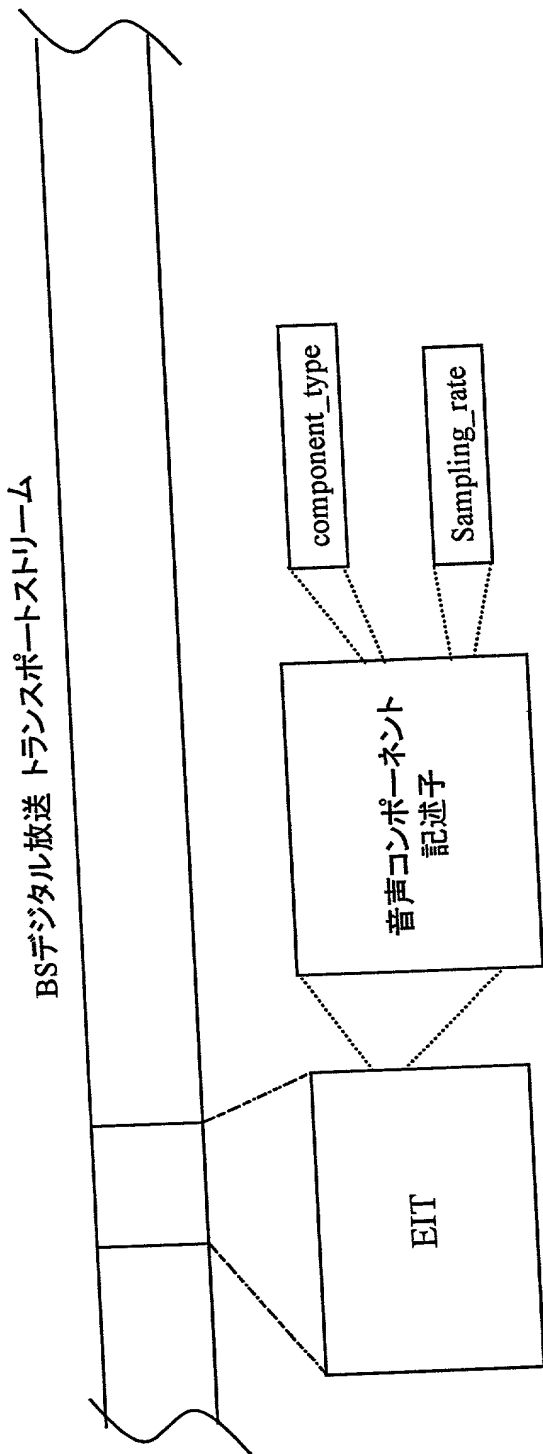 BSデジタル放送 トランスポートストリーム
EIT
音声コンポーネント
記述子
component_type
Sampling_rate